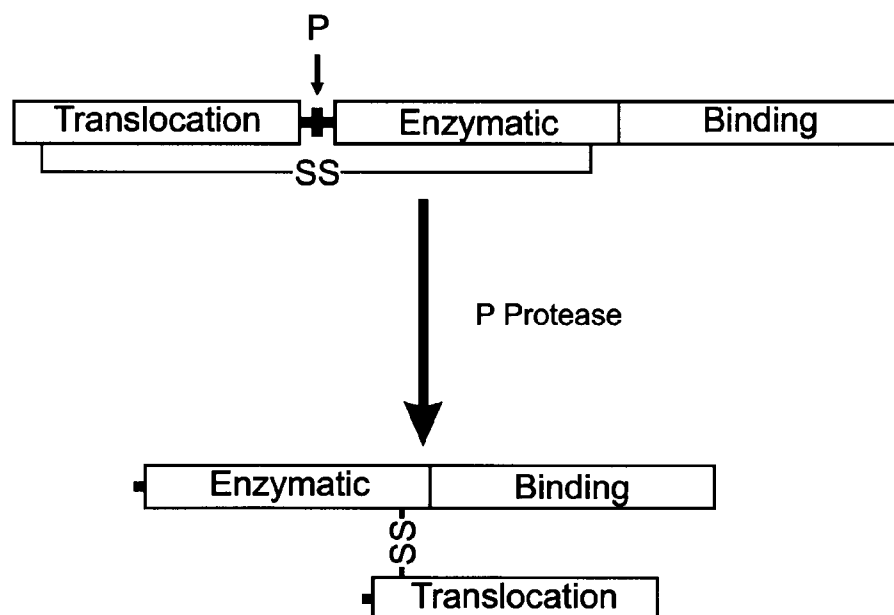 P
Translocation Enzymatic Binding
SS
P Protease
Enzymatic Binding
SS
Translocation